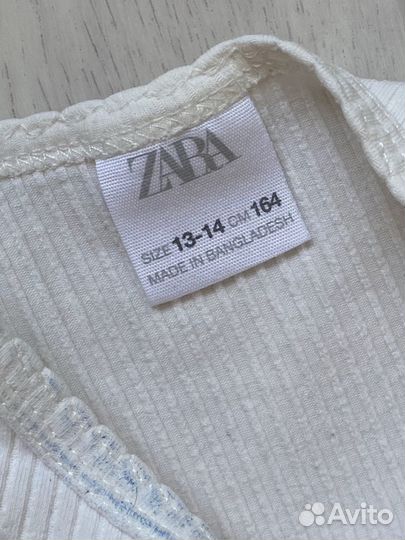 ZARA
SIZE 13-14 CM 164
MADE IN BANGLADESH
Avito